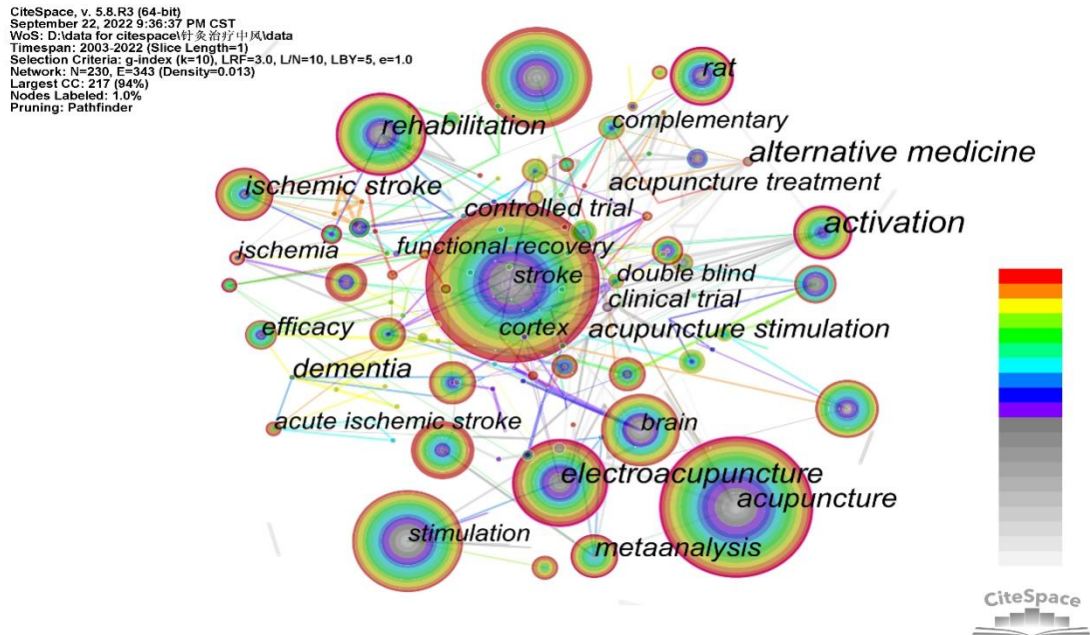 CiteSpace, v. 5.8.R3 (64-bit)
September 22, 2022 9:36:37 PM CST
WoS: D:\data for citespace\针灸治疗中风\data
Timespan: 2003-2022 (Slice Length=1)
Selection Criteria: g-index (k=10), LRF=3.0, L/N=10, LBY=5, e=1.0
Network: N=230, E=343 (Density=0.013)
Largest CC: 217 (94%)
Nodes Labeled: 1.0%
Pruning: Pathfinder
rat
rehabilitation
complementary
alternative medicine
ischemic stroke
acupuncture treatment
controlled trial
activation
ischemia
functional recovery
stroke
double blind
clinical trial
efficacy
cortex
acupuncture stimulation
dementia
acute ischemic stroke
brain
electroacupuncture
acupuncture
stimulation
metaanalysis
CiteSpace